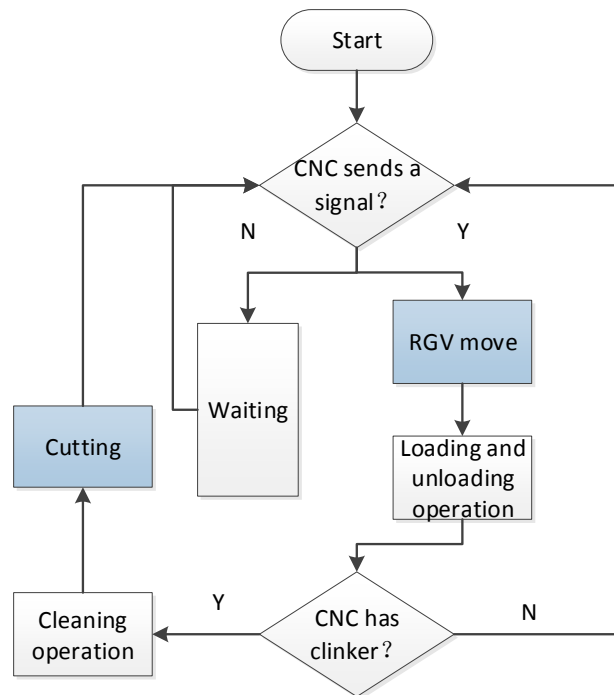 Start
CNC sends a
signal？
N
Y
RGV move
Waiting
Cutting
Loading and
unloading
operation
Y
CNC has
clinker？
N
Cleaning
operation